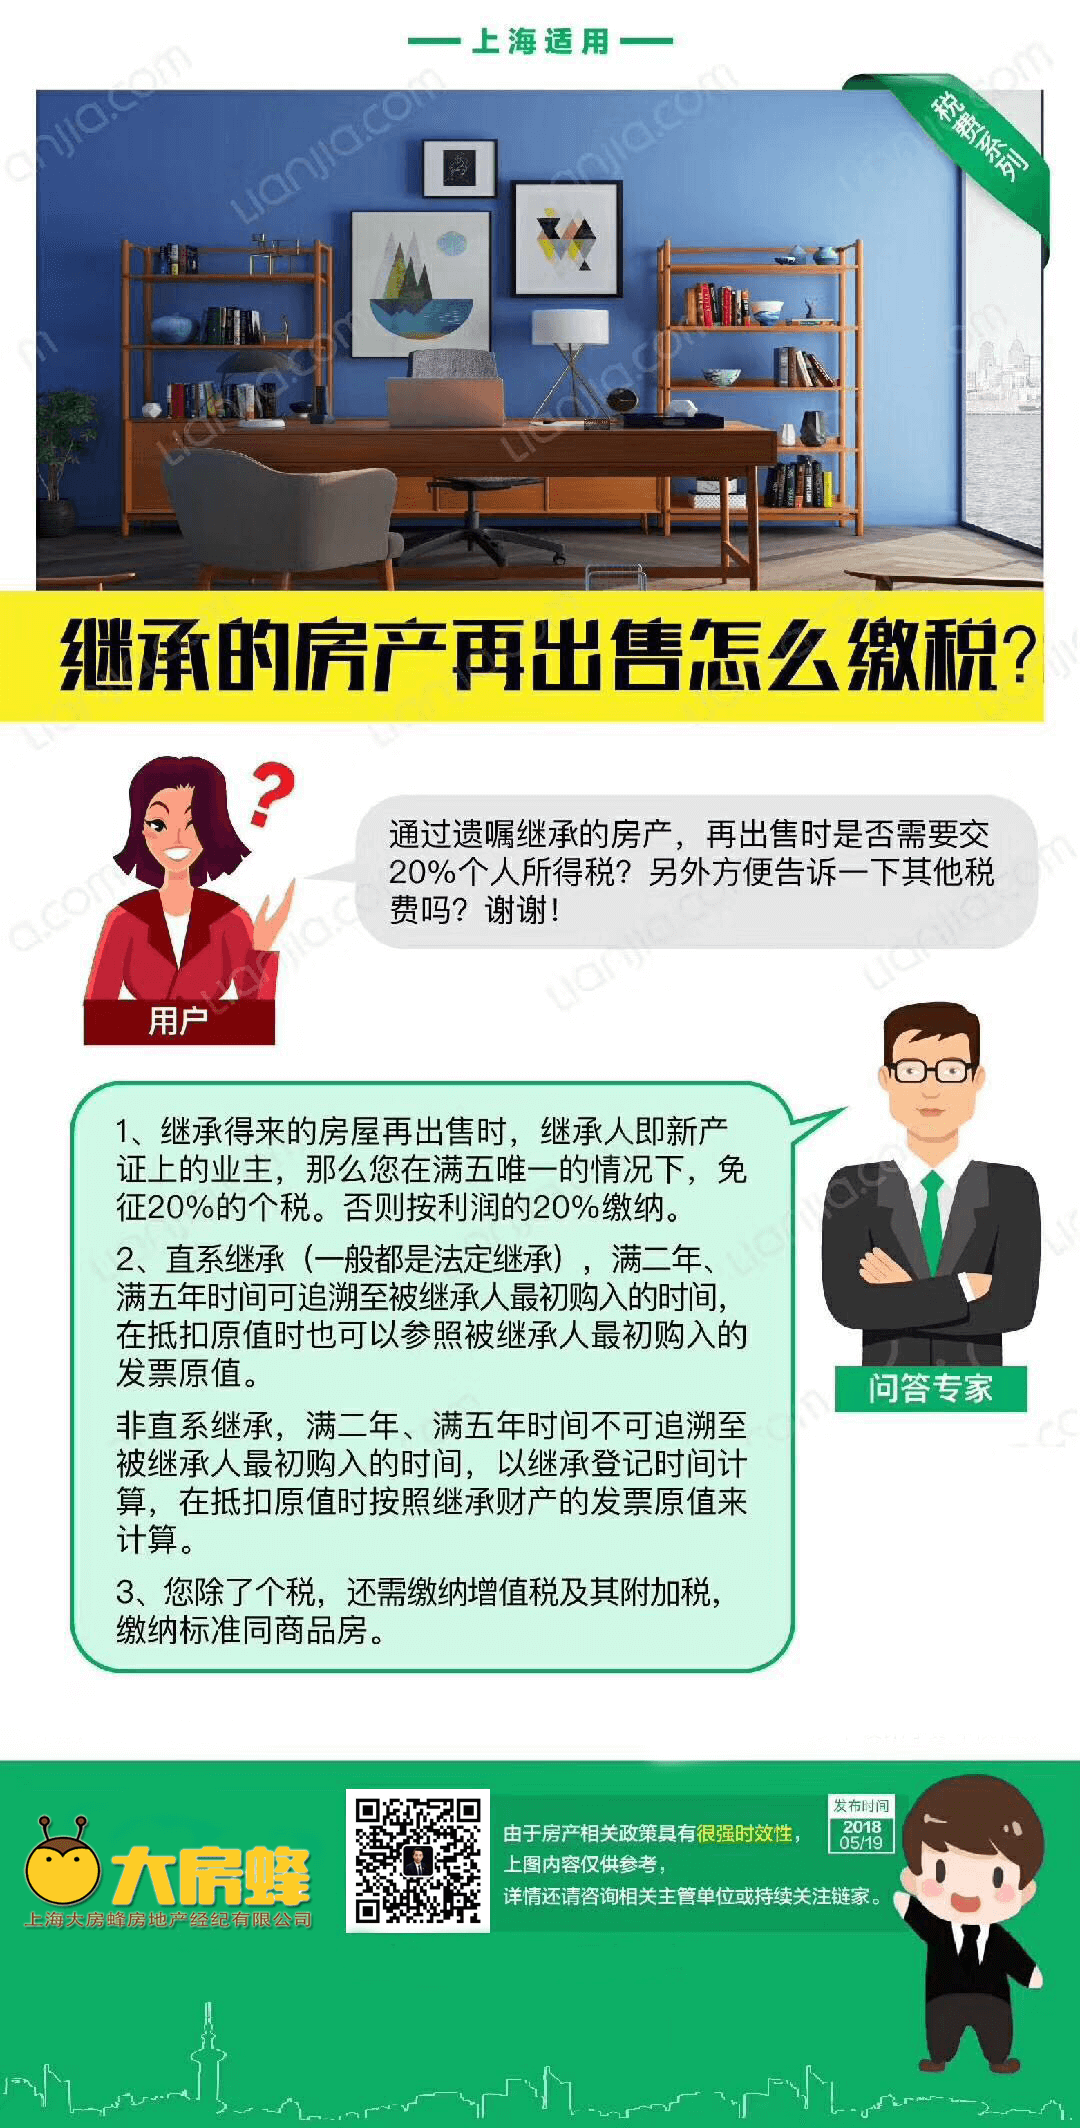 上海适用
税费系列
继承的房产再出售怎么缴税?
通过遗嘱继承的房产，再出售时是否需要交
20%个人所得税？另外方便告诉一下其他税
费吗？谢谢！
用户
1、继承得来的房屋再出售时，继承人即新产
证上的业主，那么您在满五唯一的情况下，免
征20%的个税。否则按利润的20%缴纳。
2、直系继承（一般都是法定继承），满二年、
满五年时间可追溯至被继承人最初购入的时间，
在抵扣原值时也可以参照被继承人最初购入的
发票原值。
非直系继承，满二年、满五年时间不可追溯至
被继承人最初购入的时间，以继承登记时间计
算，在抵扣原值时按照继承财产的发票原值来
计算。
3、您除了个税，还需缴纳增值税及其附加税，
缴纳标准同商品房。
问答专家
大房蜂
上海大房蜂房地产经纪有限公司
由于房产相关政策具有很强时效性，
上图内容仅供参考，
详情还请咨询相关主管单位或持续关注链家。
发布时间
2018
05/19
Lianjia.com